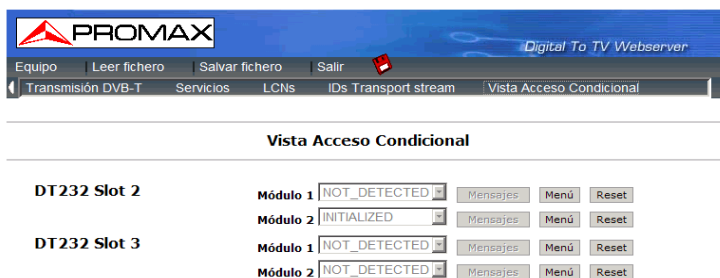 PROMAX
Digital To TV Webserver
Equipo Leer fichero Salvar fichero Salir
Transmisión DVB-T Servicios LCNs IDs Transport stream Vista Acceso Condicional
Vista Acceso Condicional
DT232 Slot 2
Módulo 1 NOT_DETECTED Mensajes Menú Reset
Módulo 2 INITIALIZED Mensajes Menú Reset
DT232 Slot 3
Módulo 1 NOT_DETECTED Mensajes Menú Reset
Módulo 2 NOT_DETECTED Mensajes Menú Reset